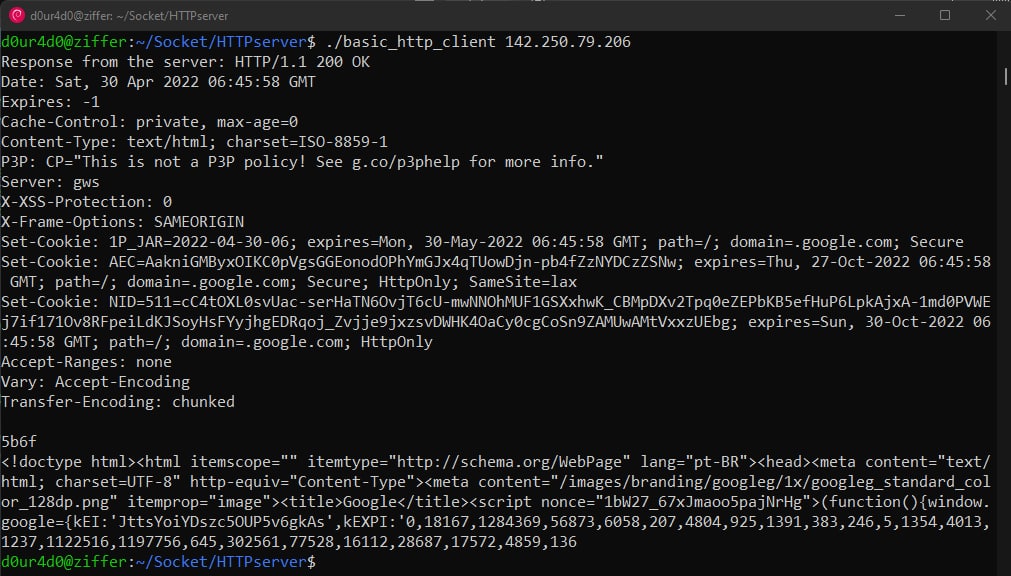 d0ur4d0@ziffer: ~/Socket/HTTPserver
d0ur4d0@ziffer:~/Socket/HTTPserver$ ./basic_http_client 142.250.79.206
Response from the server: HTTP/1.1 200 OK
Date: Sat, 30 Apr 2022 06:45:58 GMT
Expires: -1
Cache-Control: private, max-age=0
Content-Type: text/html; charset=ISO-8859-1
P3P: CP="This is not a P3P policy! See g.co/p3phelp for more info."
Server: gws
X-XSS-Protection: 0
X-Frame-Options: SAMEORIGIN
Set-Cookie: 1P_JAR=2022-04-30-06; expires=Mon, 30-May-2022 06:45:58 GMT; path=/; domain=.google.com; Secure
Set-Cookie: AEC=AakniGMByxOIKC0pVgsGGEonodOPhYmGJx4qTUowDjn-pb4fZzNYDCzZSNw; expires=Thu, 27-Oct-2022 06:45:58
 GMT; path=/; domain=.google.com; Secure; HttpOnly; SameSite=lax
Set-Cookie: NID=511=cC4tOXL0svUac-serHaTN6OvjT6cU-mwNNOhMUF1GSXxhwK_CBMpDXv2Tpq0eZEPbKB5efHuP6LpkAjxA-1md0PVWE
j7if171Ov8RFpeiLdKJSoyHsFYyjhgEDRqoj_Zvjje9jxzsvDWHK4OaCy0cgCoSn9ZAMUwAMtVxxzUEbg; expires=Sun, 30-Oct-2022 06
:45:58 GMT; path=/; domain=.google.com; HttpOnly
Accept-Ranges: none
Vary: Accept-Encoding
Transfer-Encoding: chunked
5b6f
<!doctype html><html itemscope="" itemtype="http://schema.org/WebPage" lang="pt-BR"><head><meta content="text/
html; charset=UTF-8" http-equiv="Content-Type"><meta content="/images/branding/googleg/1x/googleg_standard_col
or_128dp.png" itemprop="image"><title>Google</title><script nonce="1bW27_67xJmaoo5pajNrHg">(function(){window.
google={kEI:'JttsYoiYDszc5OUP5v6gkAs',kEXPI:'0,18167,1284369,56873,6058,207,4804,925,1391,383,246,5,1354,4013,
1237,1122516,1197756,645,302561,77528,16112,28687,17572,4859,136
d0ur4d0@ziffer:~/Socket/HTTPserver$